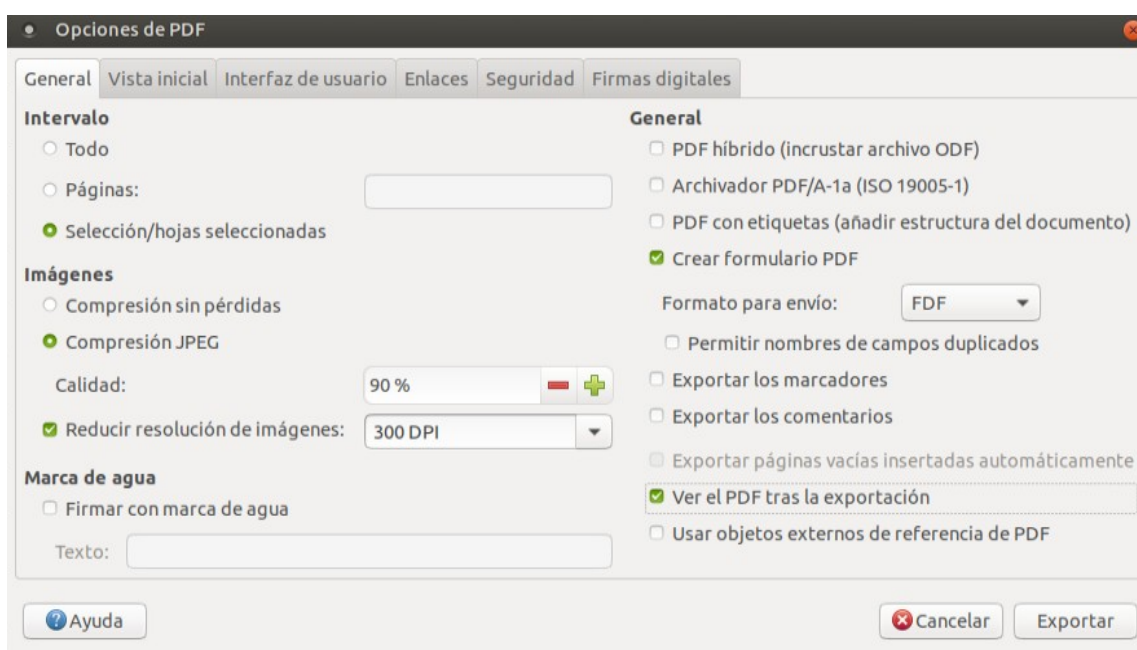 Opciones de PDF
General Vista inicial Interfaz de usuario Enlaces Seguridad Firmas digitales
Intervalo
Todo
Páginas:
Selección/hojas seleccionadas
Imágenes
Compresión sin pérdidas
Compresión JPEG
Calidad: 90 %
Reducir resolución de imágenes: 300 DPI
Marca de agua
Firmar con marca de agua
Texto:
General
PDF híbrido (incrustar archivo ODF)
Archivador PDF/A-1a (ISO 19005-1)
PDF con etiquetas (añadir estructura del documento)
Crear formulario PDF
Formato para envío: FDF
Permitir nombres de campos duplicados
Exportar los marcadores
Exportar los comentarios
Exportar páginas vacías insertadas automáticamente
Ver el PDF tras la exportación
Usar objetos externos de referencia de PDF
Ayuda Cancelar Exportar